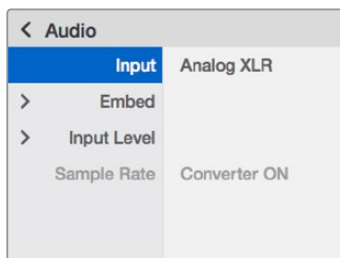 Audio
Input Analog XLR
Embed
Input Level
Sample Rate Converter ON